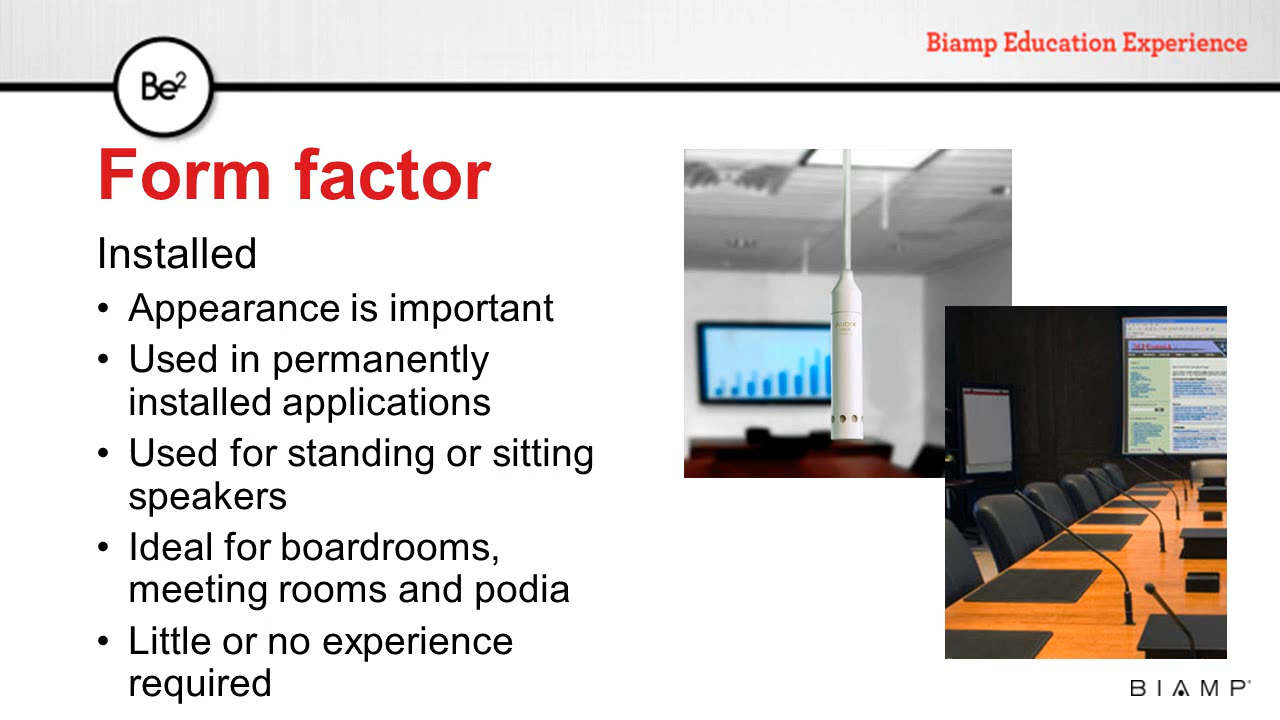 Biamp Education Experience
Be²
Form factor
Installed
• Appearance is important
• Used in permanently
installed applications
• Used for standing or sitting
speakers
• Ideal for boardrooms,
meeting rooms and podia
• Little or no experience
required
AUDIX
BIAMP®